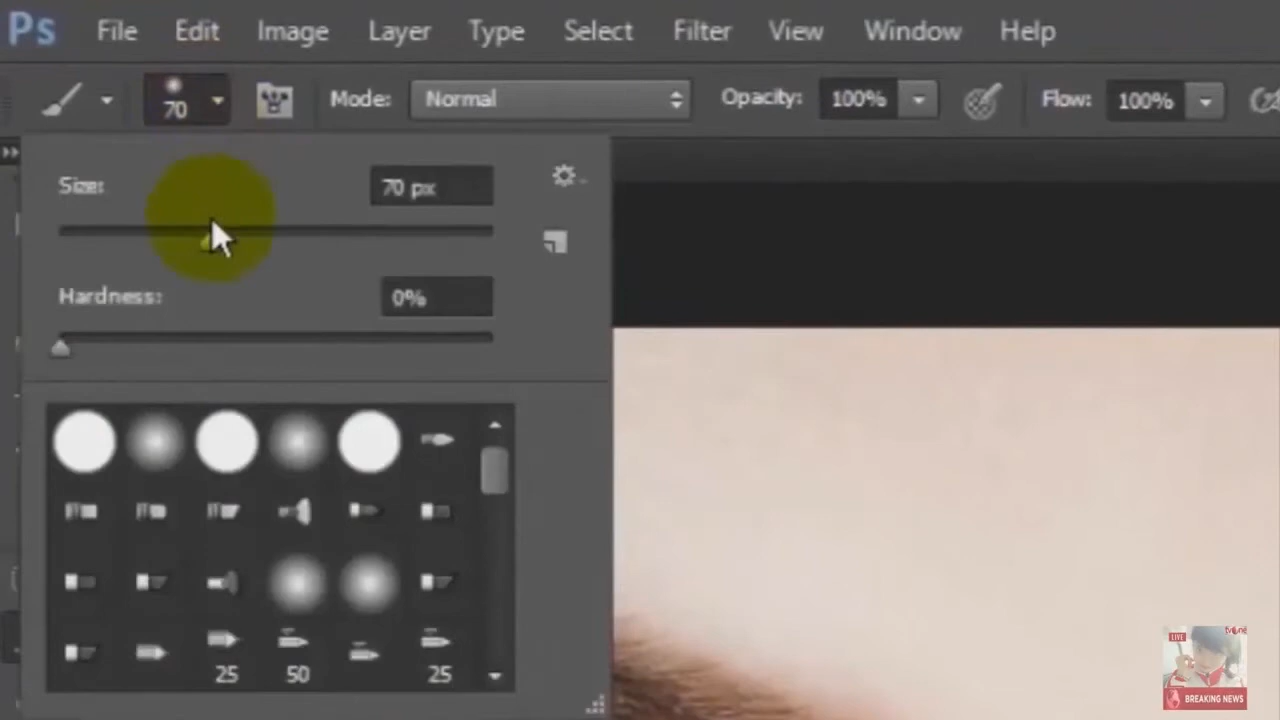 Ps File Edit Image Layer Type Select Filter View Window Help
70 Mode: Normal Opacity: 100% Flow: 100%
Size: 70 px
Hardness: 0%
25 50 25
LIVE tvOne
BREAKING NEWS